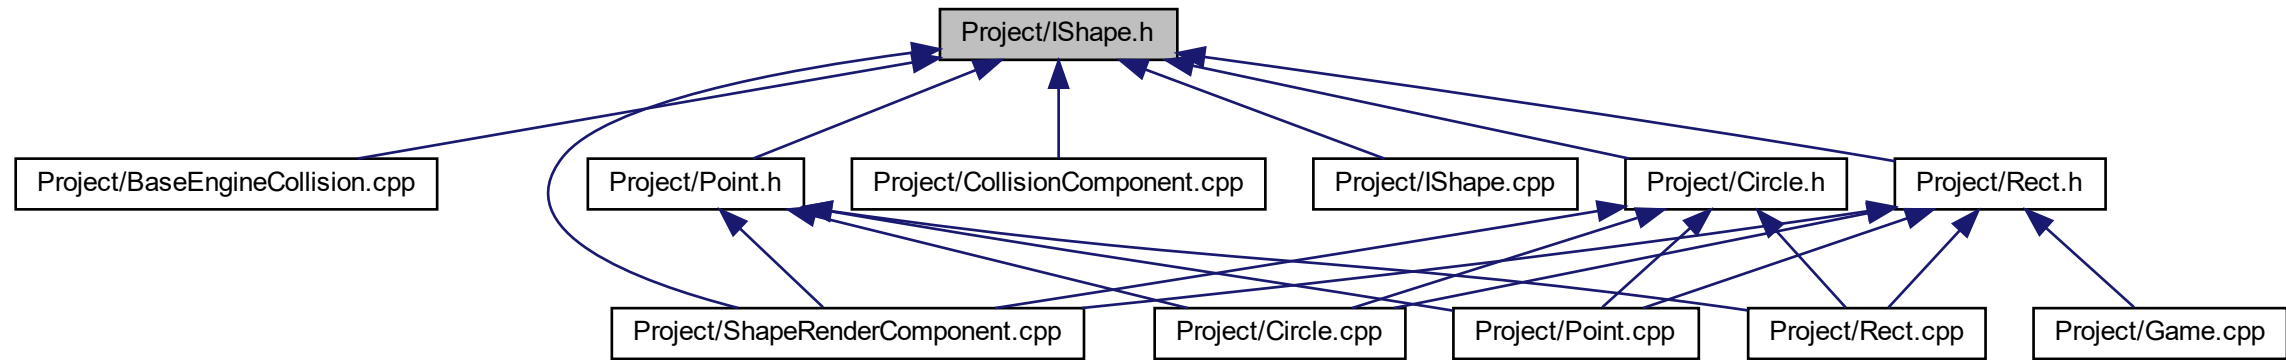 Project/IShape.h
Project/BaseEngineCollision.cpp
Project/Point.h
Project/CollisionComponent.cpp
Project/IShape.cpp
Project/Circle.h
Project/Rect.h
Project/ShapeRenderComponent.cpp
Project/Circle.cpp
Project/Point.cpp
Project/Rect.cpp
Project/Game.cpp